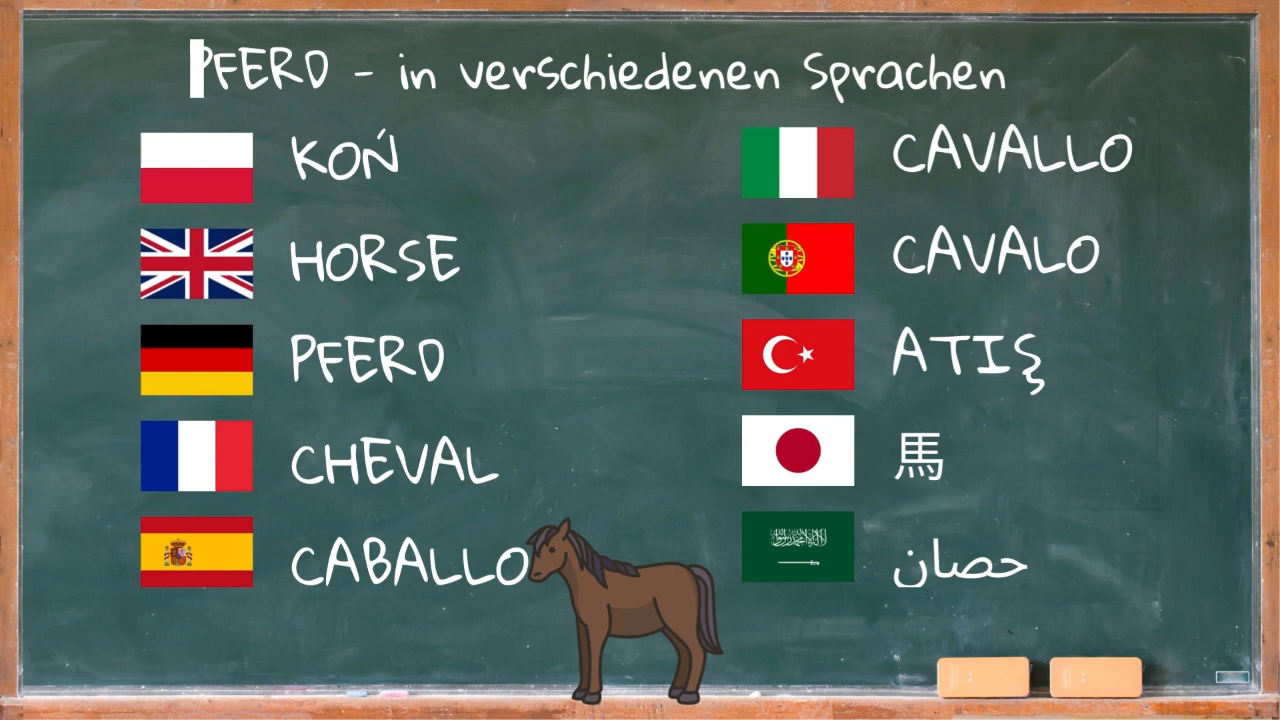 PFERD - in verschiedenen Sprachen
KOŃ
HORSE
PFERD
CHEVAL
CABALLO
CAVALLO
CAVALO
ATIŞ
馬
حصان